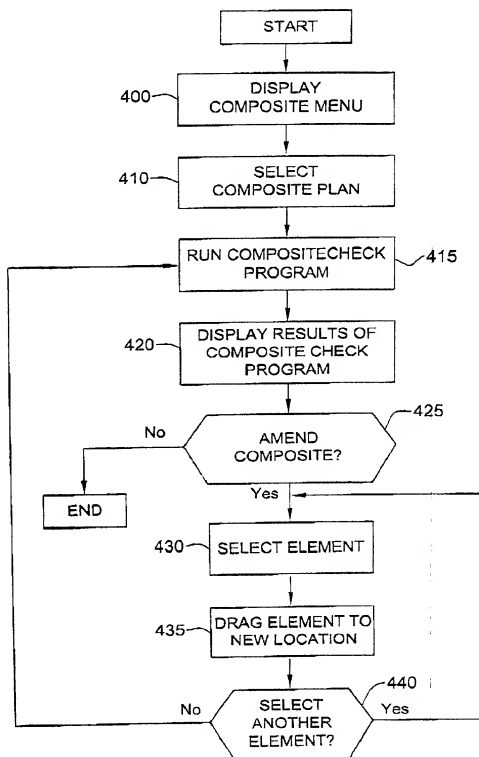 START
400
DISPLAY
COMPOSITE MENU
410
SELECT
COMPOSITE PLAN
RUN COMPOSITECHECK
PROGRAM
415
420
DISPLAY RESULTS OF
COMPOSITE CHECK
PROGRAM
425
No
AMEND
COMPOSITE?
Yes
END
430
SELECT ELEMENT
435
DRAG ELEMENT TO
NEW LOCATION
440
No
SELECT
ANOTHER
ELEMENT?
Yes